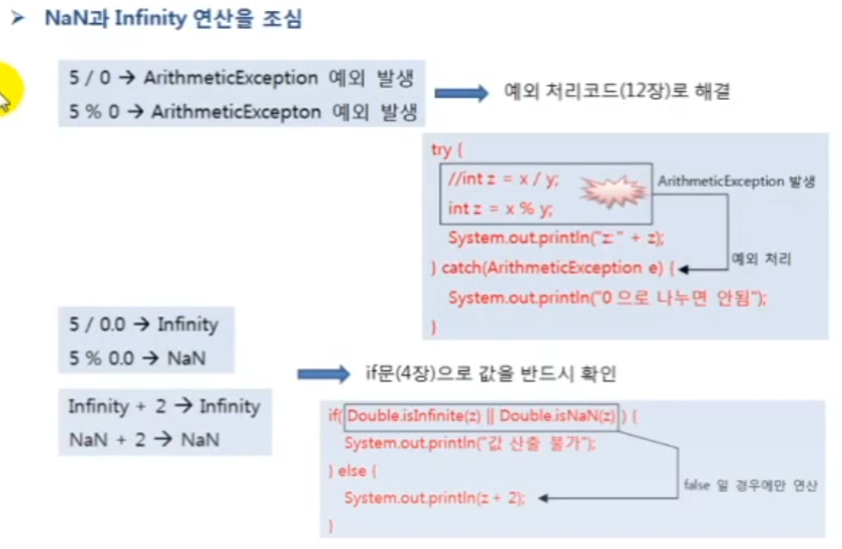 ➤ NaN과 Infinity 연산을 조심
5 / 0 → ArithmeticException 예외 발생
5 % 0 → ArithmeticExcepton 예외 발생
예외 처리코드(12장)로 해결
try {
//int z = x / y;
int z = x % y;
ArithmeticException 발생
System.out.println("z:" + z);
예외 처리
} catch(ArithmeticException e) {
System.out.println("0 으로 나누면 안됨");
}
5 / 0.0 → Infinity
5 % 0.0 → NaN
if문(4장)으로 값을 반드시 확인
Infinity + 2 → Infinity
NaN + 2 → NaN
if( Double.isInfinite(z) || Double.isNaN(z) ) {
System.out.println("값 산출 불가");
} else {
System.out.println(z + 2);
false 일 경우에만 연산
}